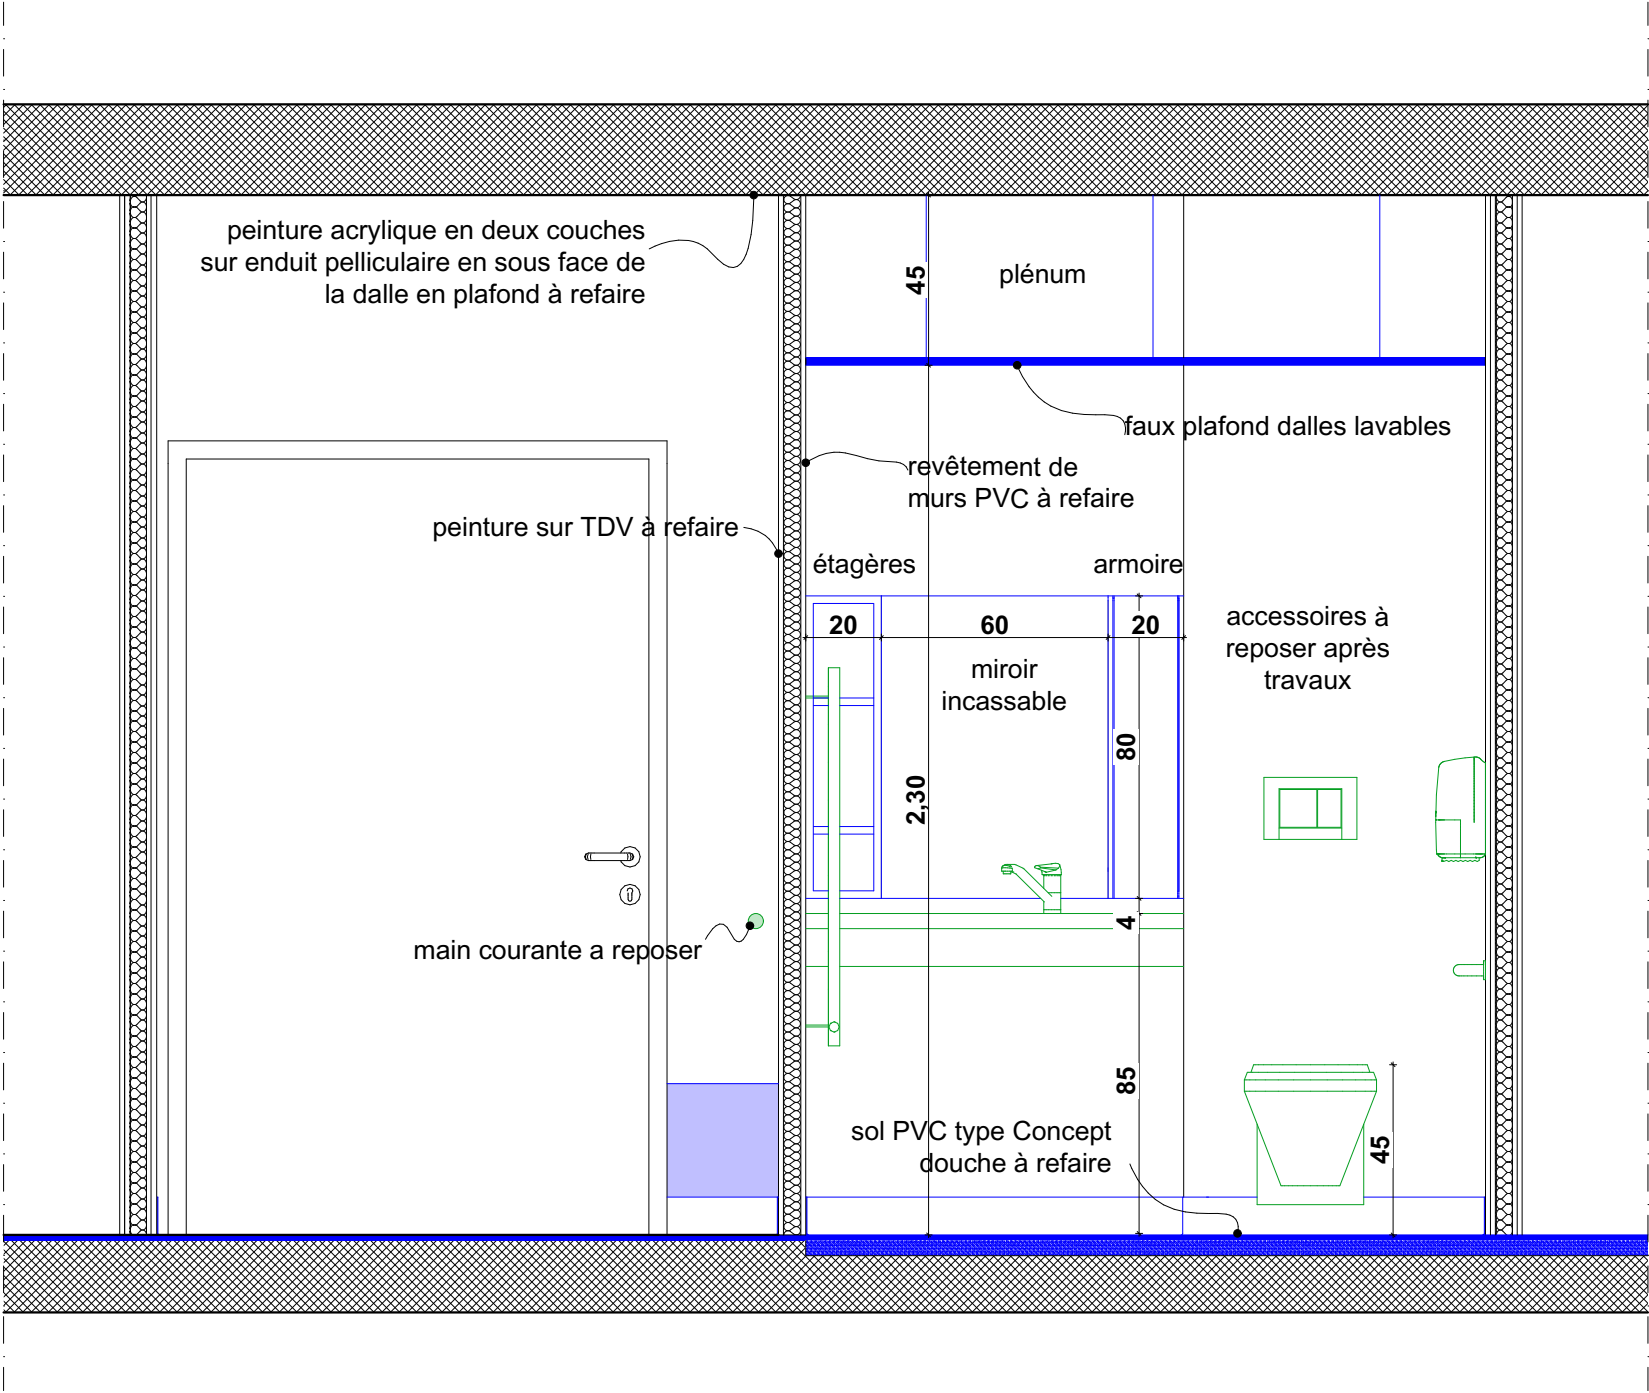 peinture acrylique en deux couches
sur enduit pelliculaire en sous face de
la dalle en plafond à refaire
45
plénum
faux plafond dalles lavables
revêtement de
murs PVC à refaire
peinture sur TDV à refaire
étagères
armoire
20
60
20
miroir
incassable
accessoires à
reposer après
travaux
80
2,30
4
main courante a reposer
85
sol PVC type Concept
douche à refaire
45